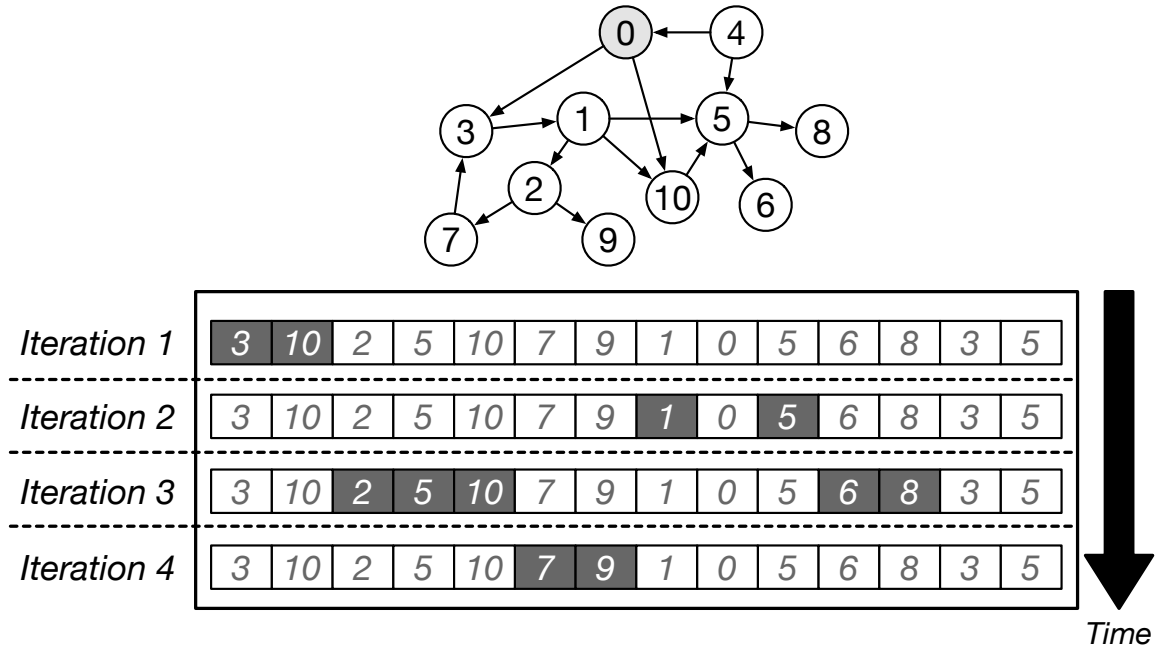 0 4
3 1 5 8
2 10 6
7 9
Iteration 1 3 10 2 5 10 7 9 1 0 5 6 8 3 5
Iteration 2 3 10 2 5 10 7 9 1 0 5 6 8 3 5
Iteration 3 3 10 2 5 10 7 9 1 0 5 6 8 3 5
Iteration 4 3 10 2 5 10 7 9 1 0 5 6 8 3 5
Time